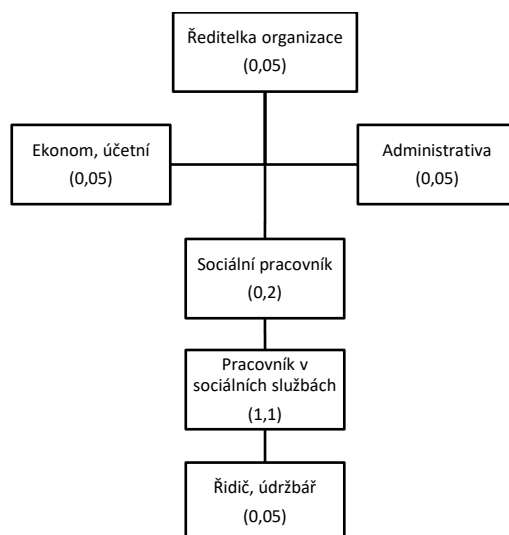 Ředitelka organizace
(0,05)
Ekonom, účetní
(0,05)
Administrativa
(0,05)
Sociální pracovník
(0,2)
Pracovník v
sociálních službách
(1,1)
Řidič, údržbář
(0,05)